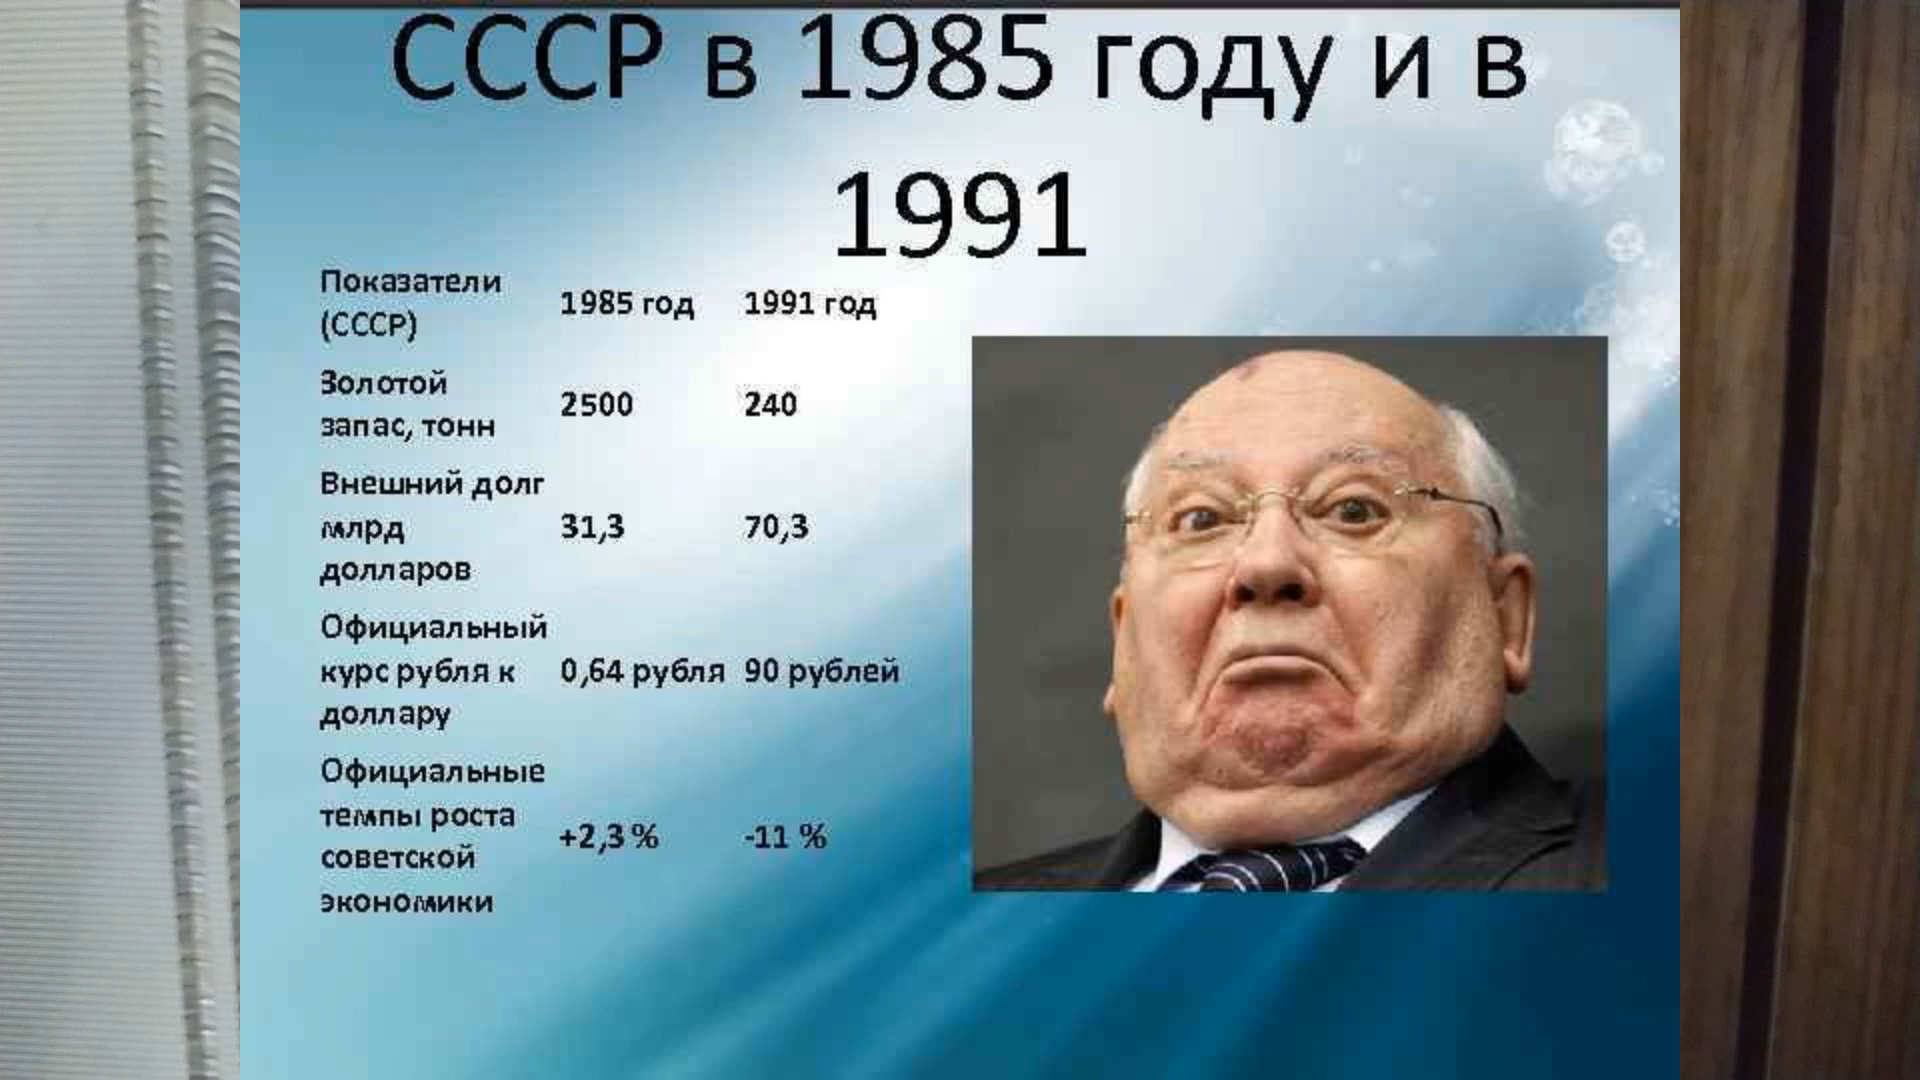 СССР в 1985 году и в
1991
Показатели
(СССР)
1985 год
1991 год
Золотой
запас, тонн
2500
240
Внешний долг
млрд
долларов
31,3
70,3
Официальный
курс рубля к
доллару
0,64 рубля
90 рублей
Официальные
темпы роста
советской
экономики
+2,3 %
-11 %